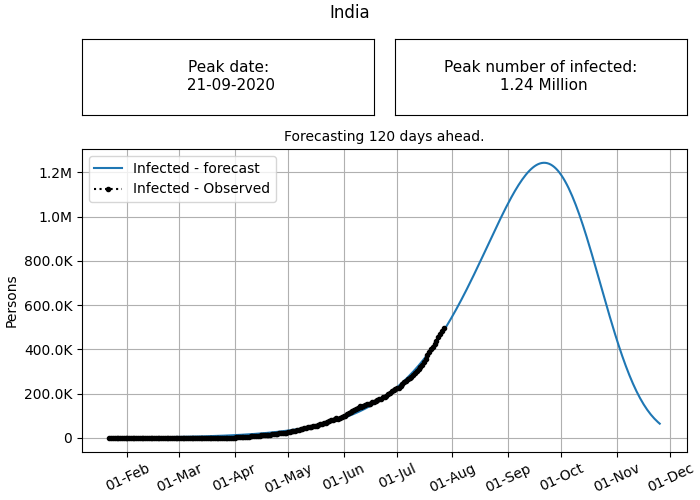 India
Peak date:
21-09-2020
Peak number of infected:
1.24 Million
Forecasting 120 days ahead.
Infected - forecast
Infected - Observed
1.2M
1.0M
800.0K
600.0K
400.0K
200.0K
0
Persons
01-Feb
01-Mar
01-Apr
01-May
01-Jun
01-Jul
01-Aug
01-Sep
01-Oct
01-Nov
01-Dec